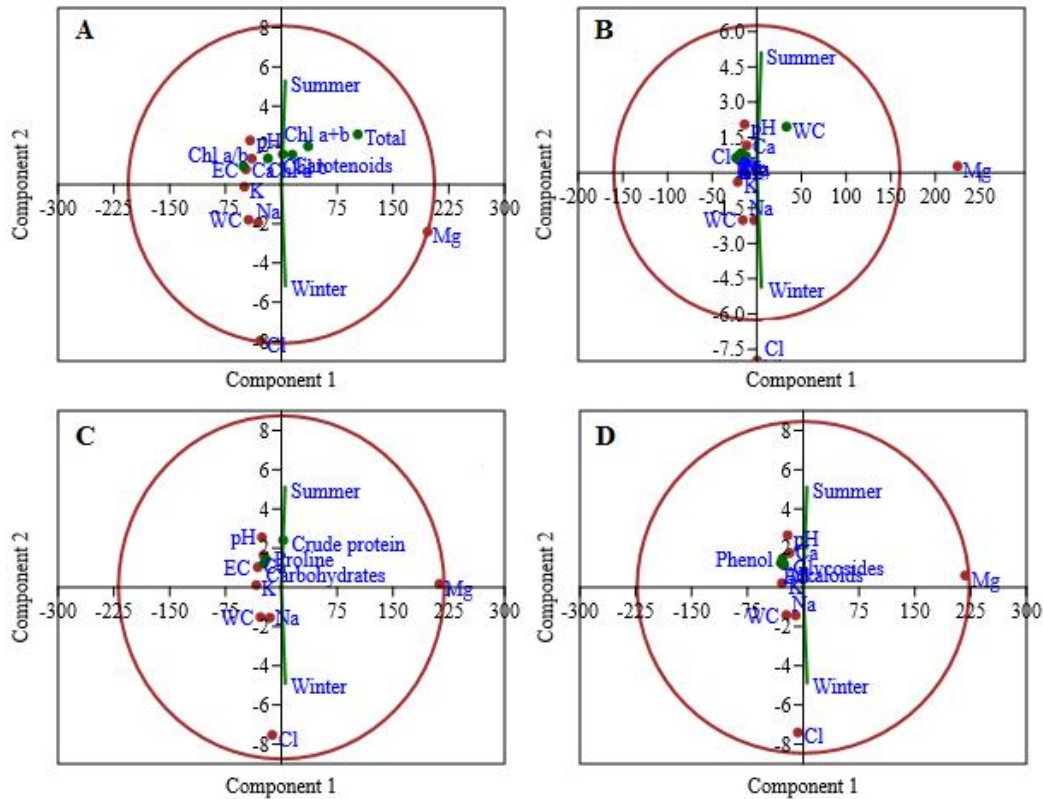 A
8
6
4
2
-2
-4
-6
-8
-300
-225
-150
-75
75
150
225
300
Summer
Winter
Chl a+b
Total
pH
Chl a/b
Carotenoids
EC
Ca
Chl a
K
Na
WC
Mg
Cl
Component 2
Component 1
B
6.0
4.5
3.0
1.5
-1.5
-3.0
-4.5
-6.0
-7.5
-200
-150
-100
-50
50
100
150
200
250
300
Summer
Winter
WC
pH
Ca
Cl
K
Na
WC
Mg
Cl
Component 2
Component 1
C
8
6
4
2
-2
-4
-6
-8
-300
-225
-150
-75
75
150
225
300
Summer
Winter
pH
Crude protein
Proline
EC
Carbohydrates
K
Mg
WC
Na
Cl
Component 2
Component 1
D
8
6
4
2
-2
-4
-6
-8
-300
-225
-150
-75
75
150
225
300
Summer
Winter
pH
Ca
Phenol
Glycosides
K
Mg
Na
WC
Cl
Component 2
Component 1